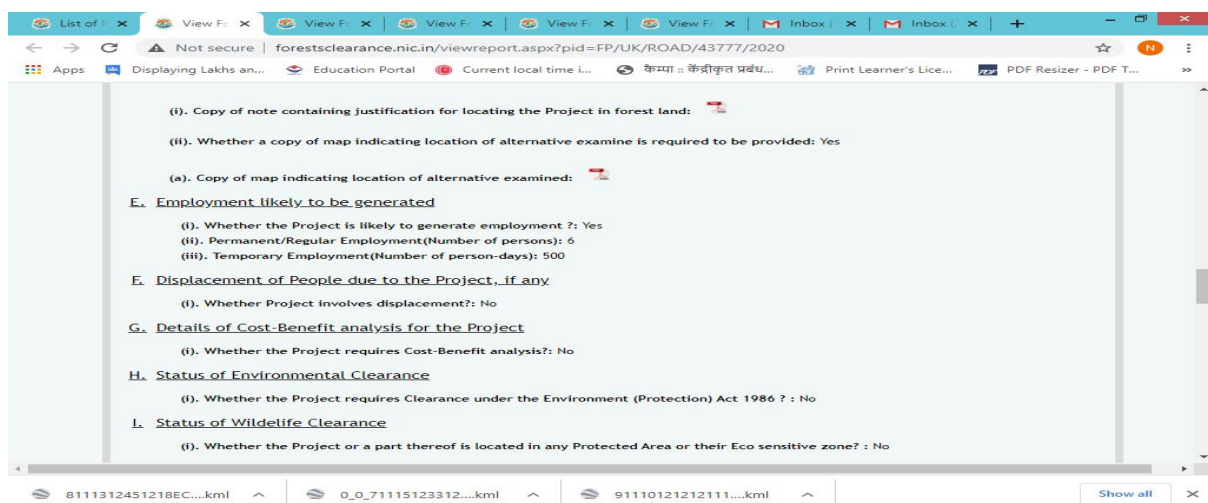 List of F
View Fo
View Fo
View Fo
View Fo
View Fo
Inbox (
Inbox (
Not secure | forestsclearance.nic.in/viewreport.aspx?pid=FP/UK/ROAD/43777/2020
N
Apps Displaying Lakhs an... Education Portal Current local time i... कैम्पा :: केंद्रीकृत प्रबंध... Print Learner's Lice... PDF Resizer - PDF T... »
(i). Copy of note containing justification for locating the Project in forest land:
(ii). Whether a copy of map indicating location of alternative examine is required to be provided: Yes
(a). Copy of map indicating location of alternative examined:
E. Employment likely to be generated
(i). Whether the Project is likely to generate employment ?: Yes
(ii). Permanent/Regular Employment(Number of persons): 6
(iii). Temporary Employment(Number of person-days): 500
F. Displacement of People due to the Project, if any
(i). Whether Project involves displacement?: No
G. Details of Cost-Benefit analysis for the Project
(i). Whether the Project requires Cost-Benefit analysis?: No
H. Status of Environmental Clearance
(i). Whether the Project requires Clearance under the Environment (Protection) Act 1986 ? : No
I. Status of Wildelife Clearance
(i). Whether the Project or a part thereof is located in any Protected Area or their Eco sensitive zone? : No
8111312451218EC....kml 0_0_71115123312....kml 91110121212111....kml Show all